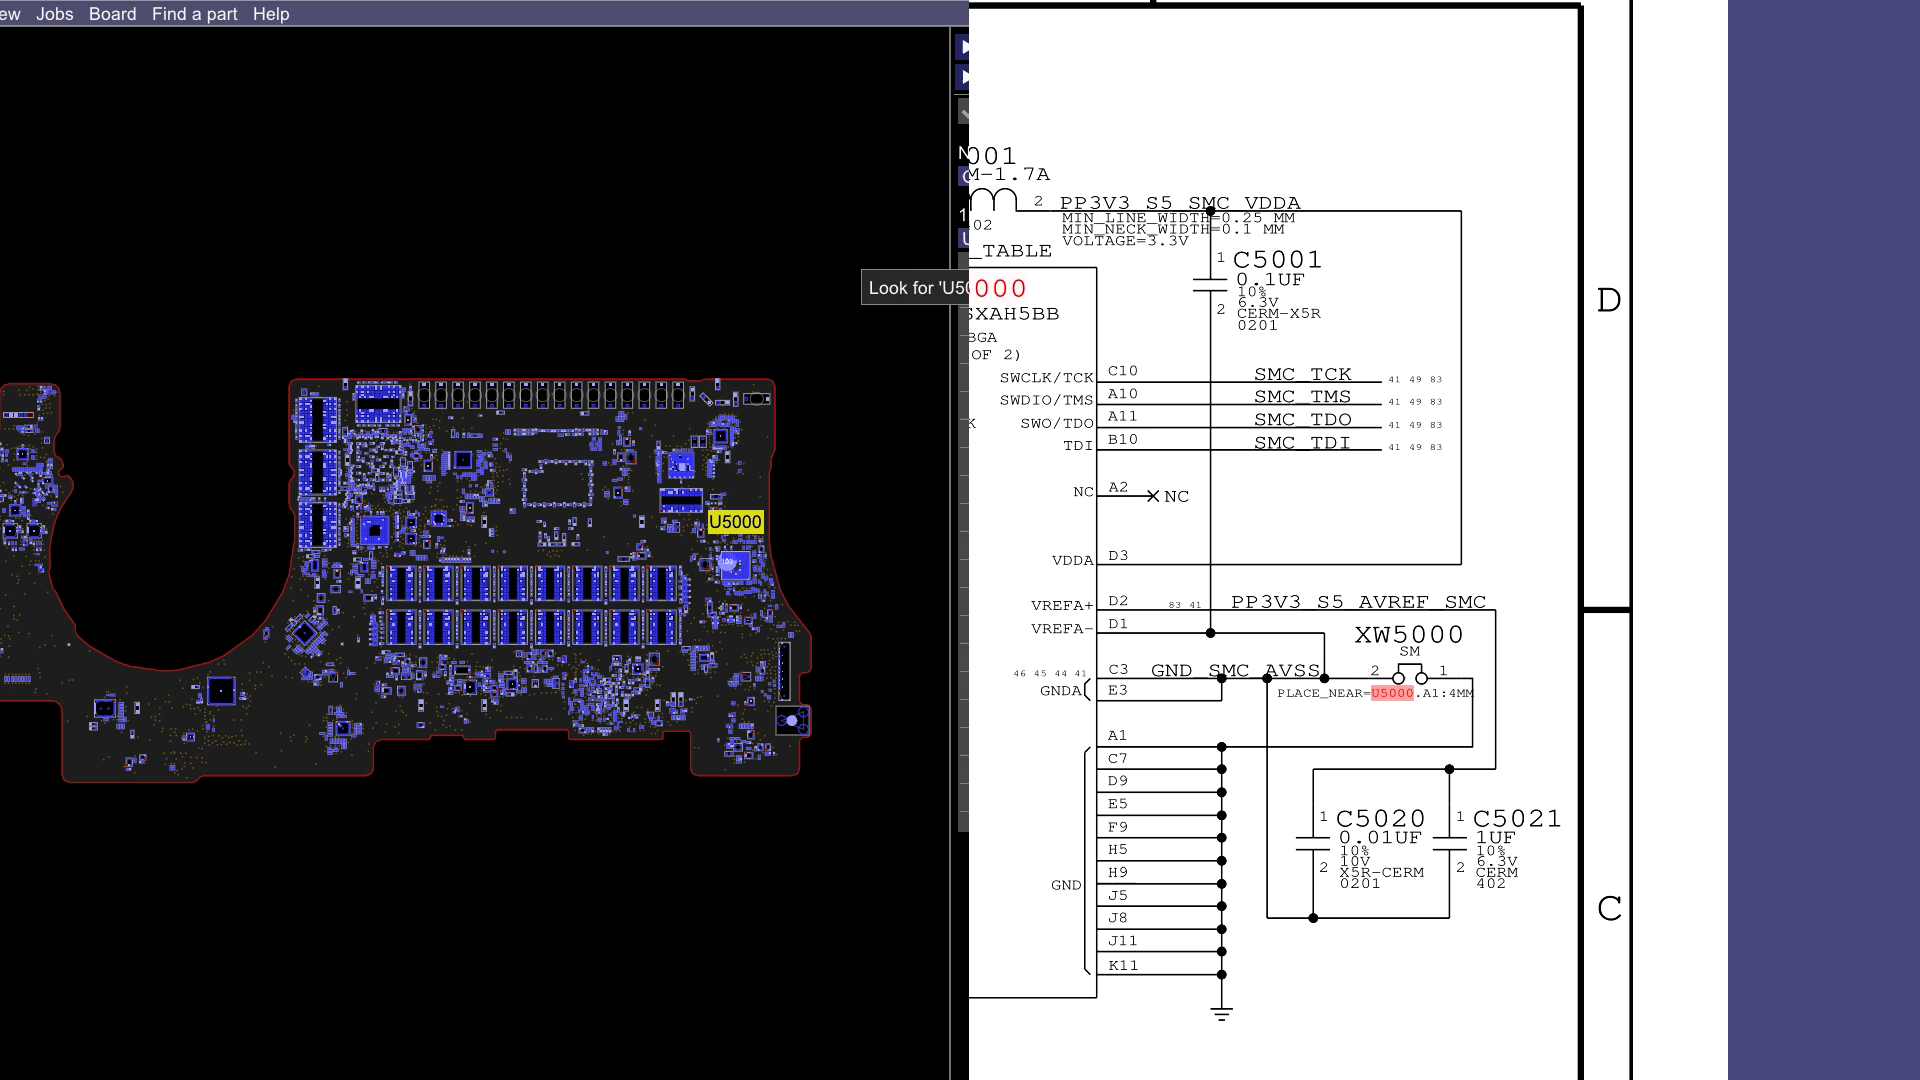 ew Jobs Board Find a part Help
Look for 'U50
U5000
103
001
M-1.7A
2
02
PP3V3_S5_SMC_VDDA
MIN_LINE_WIDTH=0.25 MM
MIN_NECK_WIDTH=0.1 MM
VOLTAGE=3.3V
_TABLE
000
SXAH5BB
BGA
OF 2)
1
C5001
0.1UF
10%
6.3V
CERM-X5R
0201
2
SWCLK/TCK C10 SMC_TCK 41 49 83
SWDIO/TMS A10 SMC_TMS 41 49 83
K SWO/TDO A11 SMC_TDO 41 49 83
TDI B10 SMC_TDI 41 49 83
NC A2 NC
VDDA D3
VREFA+ D2 83 41 PP3V3_S5_AVREF_SMC
VREFA- D1
XW5000
SM
46 45 44 41 C3 GND_SMC_AVSS 2 1
GNDA E3
PLACE_NEAR=U5000.A1:4MM
A1
C7
D9
E5
F9
H5
H9
GND
J5
J8
J11
K11
1 C5020
0.01UF
10%
10V
2 X5R-CERM
0201
1 C5021
1UF
10%
6.3V
2 CERM
402
D
C